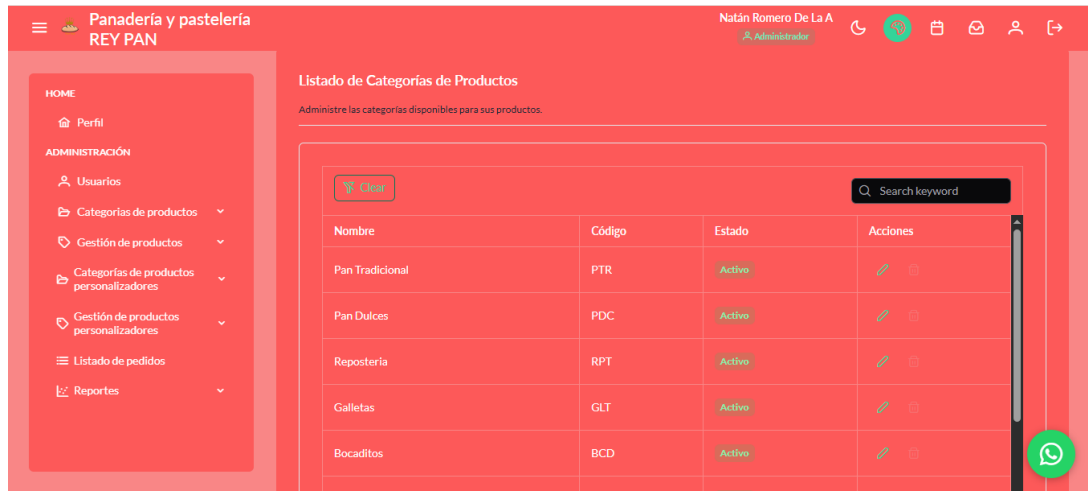 Panadería y pastelería
REY PAN
Natán Romero De La A
Administrador
HOME
Perfil
ADMINISTRACIÓN
Usuarios
Categorías de productos
Gestión de productos
Categorías de productos
personalizadores
Gestión de productos
personalizadores
Listado de pedidos
Reportes
Listado de Categorías de Productos
Administre las categorías disponibles para sus productos.
Clear
Search keyword
Nombre Código Estado Acciones
Pan Tradicional PTR Activo
Pan Dulces PDC Activo
Reposteria RPT Activo
Galletas GLT Activo
Bocaditos BCD Activo